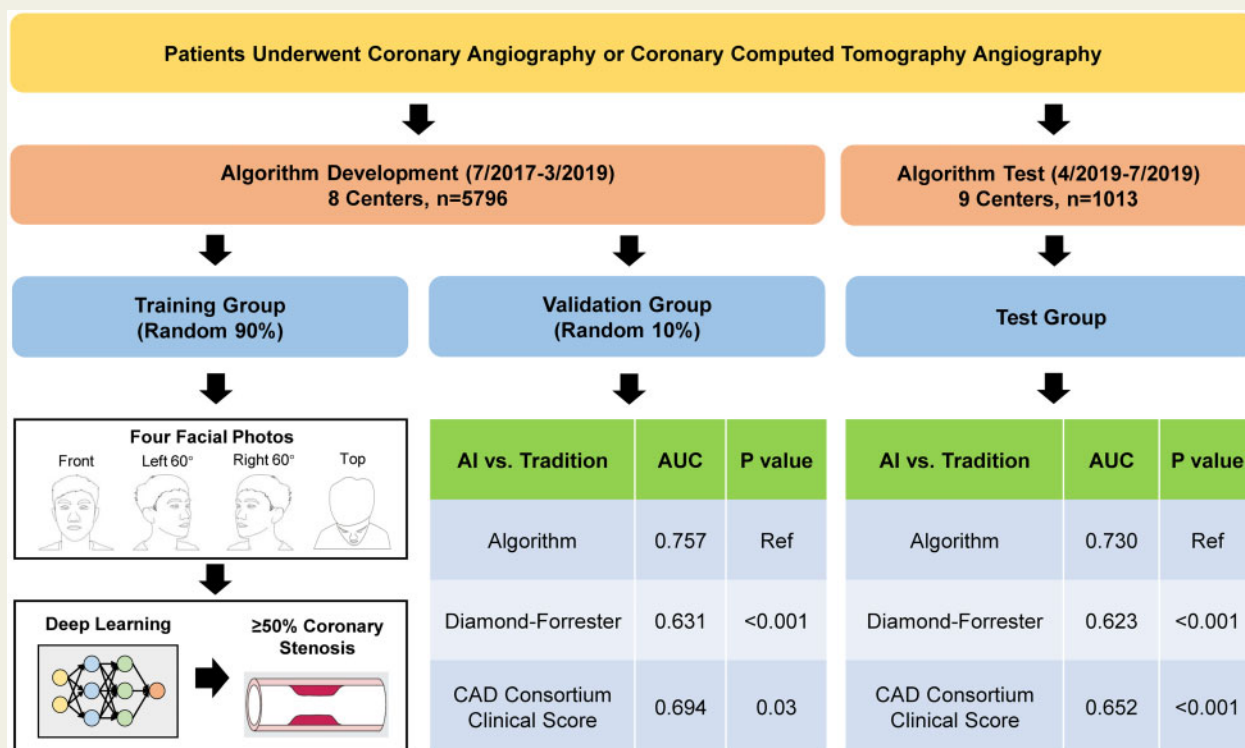 Patients Underwent Coronary Angiography or Coronary Computed Tomography Angiography
Algorithm Development (7/2017-3/2019)
8 Centers, n=5796
Algorithm Test (4/2019-7/2019)
9 Centers, n=1013
Training Group
(Random 90%)
Validation Group
(Random 10%)
Test Group
Four Facial Photos
Front Left 60° Right 60° Top
Deep Learning
≥50% Coronary
Stenosis
AI vs. Tradition AUC P value
Algorithm 0.757 Ref
Diamond-Forrester 0.631 <0.001
CAD Consortium
Clinical Score 0.694 0.03
AI vs. Tradition AUC P value
Algorithm 0.730 Ref
Diamond-Forrester 0.623 <0.001
CAD Consortium
Clinical Score 0.652 <0.001